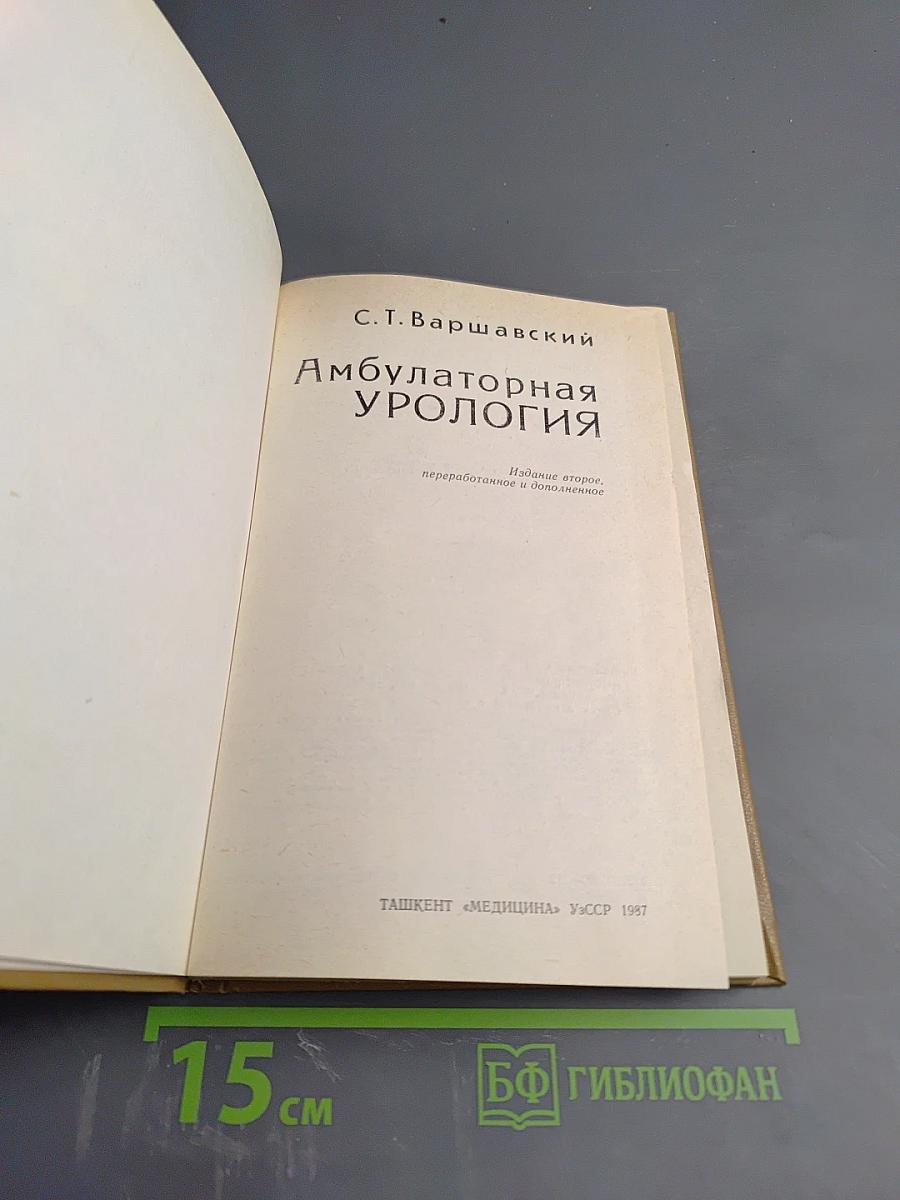 С. Т. Варшавский
Амбулаторная
УРОЛОГИЯ
Издание второе,
переработанное и дополненное
ТАШКЕНТ «МЕДИЦИНА» УзССР 1987
15 см
БФ ГИБЛИОФАН